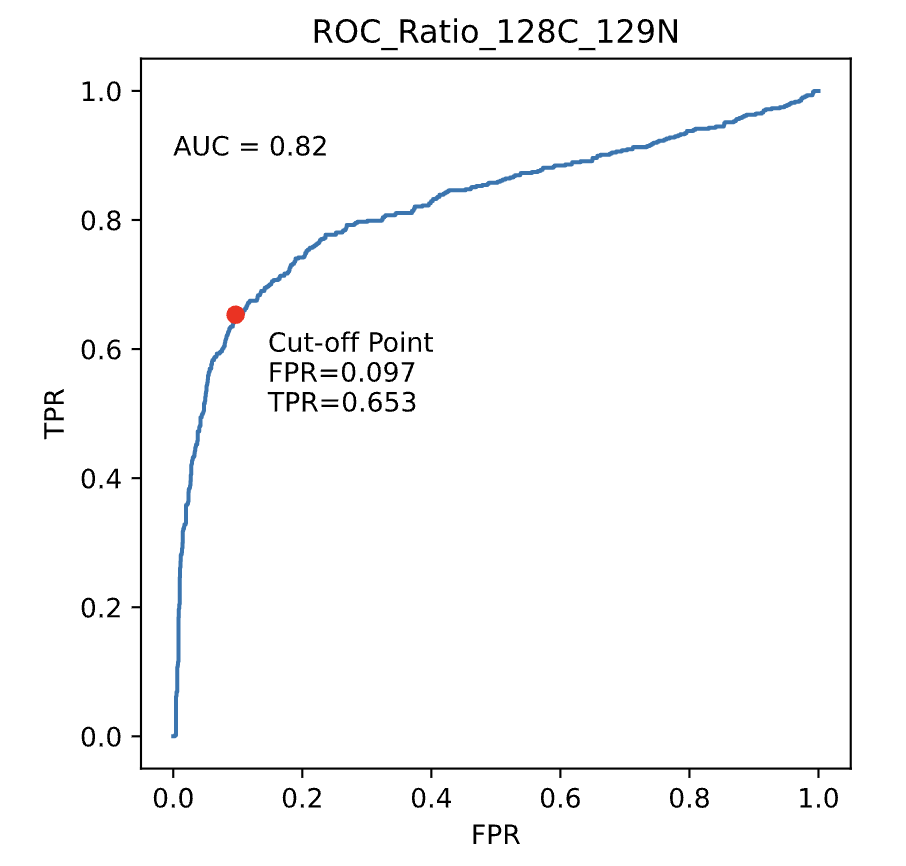 ROC_Ratio_128C_129N
1.0
AUC = 0.82
0.8
Cut-off Point
0.6
FPR=0.097
TPR=0.653
TPR
0.4
0.2
0.0
0.0 0.2 0.4 0.6 0.8 1.0
FPR